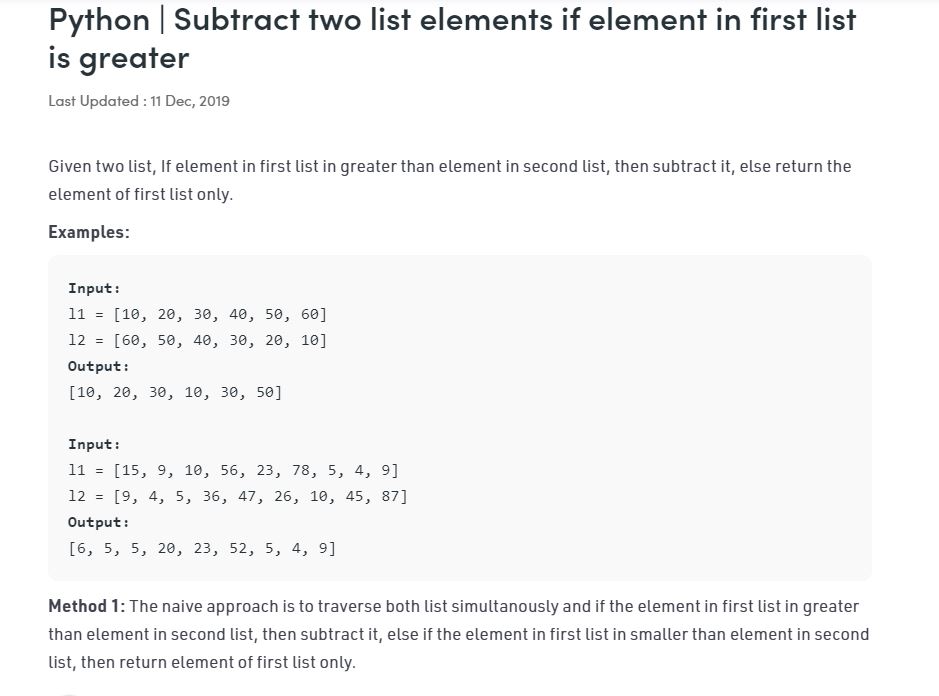 Python | Subtract two list elements if element in first list
is greater
Last Updated : 11 Dec, 2019
Given two list, If element in first list in greater than element in second list, then subtract it, else return the
element of first list only.
Examples:
Input:
l1 = [10, 20, 30, 40, 50, 60]
l2 = [60, 50, 40, 30, 20, 10]
Output:
[10, 20, 30, 10, 30, 50]
Input:
l1 = [15, 9, 10, 56, 23, 78, 5, 4, 9]
l2 = [9, 4, 5, 36, 47, 26, 10, 45, 87]
Output:
[6, 5, 5, 20, 23, 52, 5, 4, 9]
Method 1: The naive approach is to traverse both list simultanously and if the element in first list in greater
than element in second list, then subtract it, else if the element in first list in smaller than element in second
list, then return element of first list only.